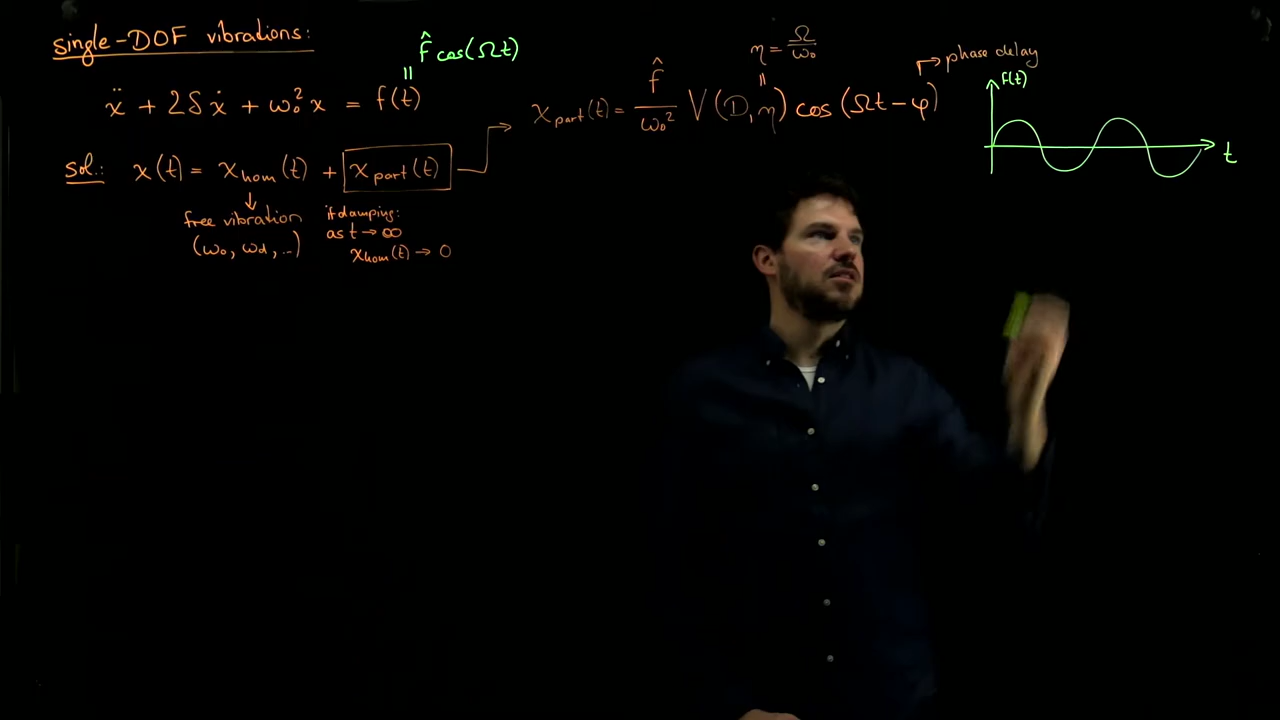 single-DOF vibrations:
f̂ cos(Ωt)
||
ẍ + 2δẋ + ω₀²x = f(t)
sol.: x(t) = x_hom(t) + x_part(t)
↓
free vibration
(ω₀, ω_d, ...)
if damping:
as t → ∞
x_hom(t) → 0
η = Ω/ω₀
||
x_part(t) = f̂/ω₀² V(D, η) cos(Ωt − φ)
phase delay
f(t)
t